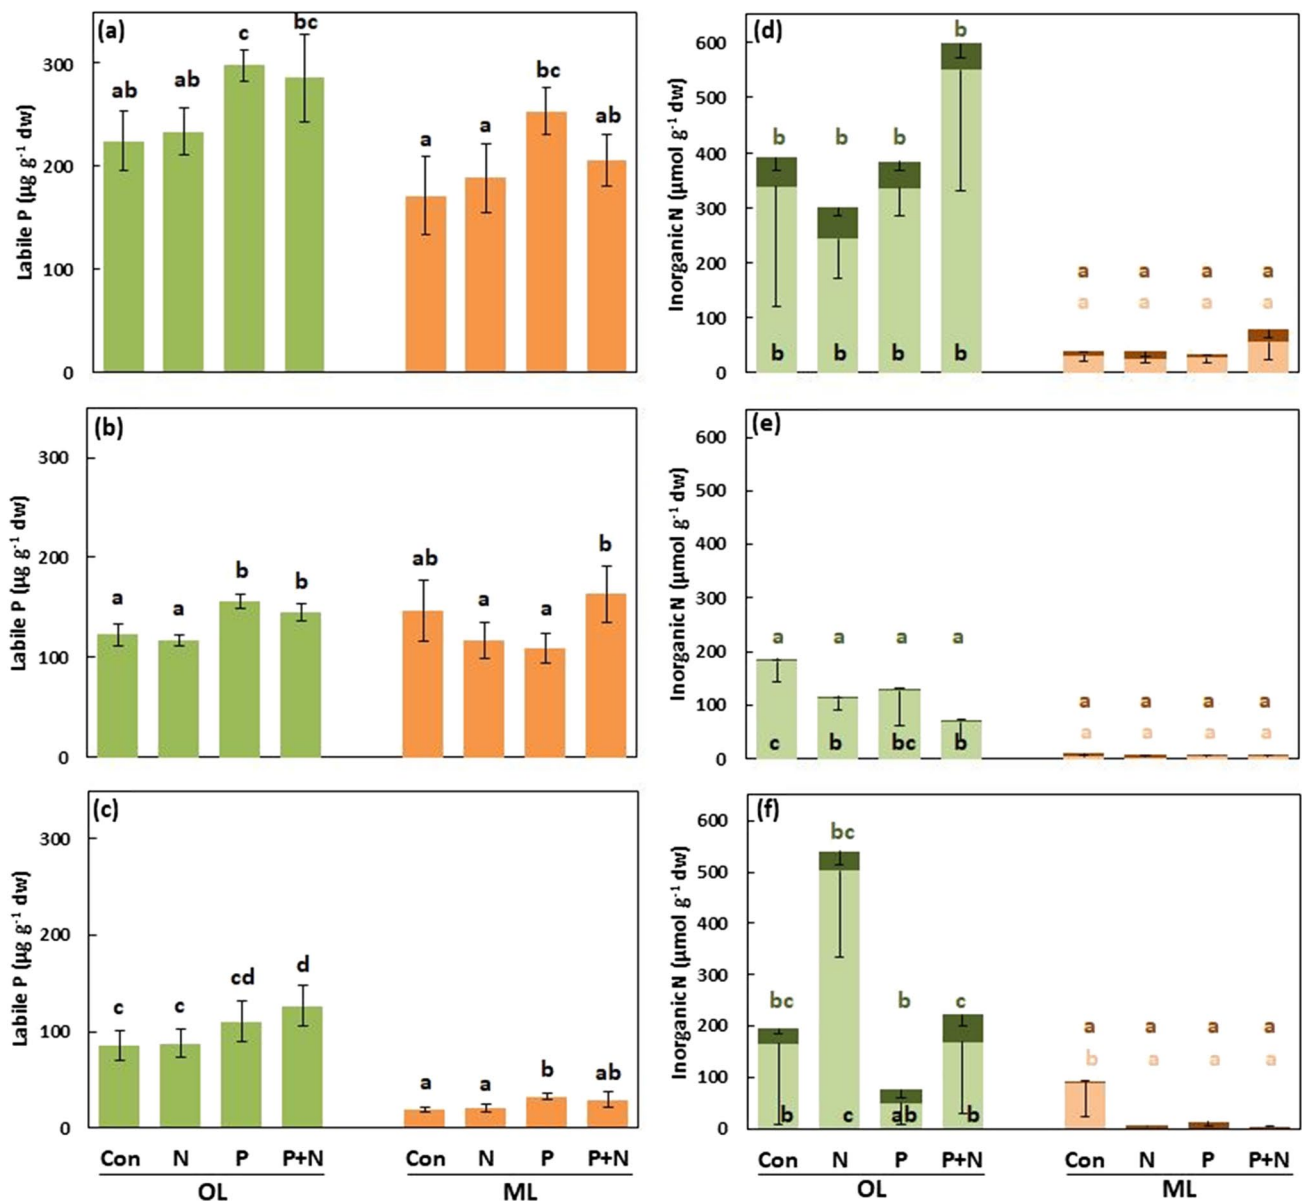 (a)
Labile P (µg g⁻¹ dw)
300
200
100
0
ab ab c bc
a a bc ab
(d)
Inorganic N (µmol g⁻¹ dw)
600
500
400
300
200
100
0
b b b b
b b b b
a a a a
a a a a
(b)
Labile P (µg g⁻¹ dw)
300
200
100
0
a a b b
ab a a b
(e)
Inorganic N (µmol g⁻¹ dw)
600
500
400
300
200
100
0
a a a a
c b bc b
a a a a
a a a a
(c)
Labile P (µg g⁻¹ dw)
300
200
100
0
c c cd d
a a b ab
Con N P P+N Con N P P+N
OL ML
(f)
Inorganic N (µmol g⁻¹ dw)
600
500
400
300
200
100
0
bc bc b c
b c ab b
a a a a
b a a a
Con N P P+N Con N P P+N
OL ML